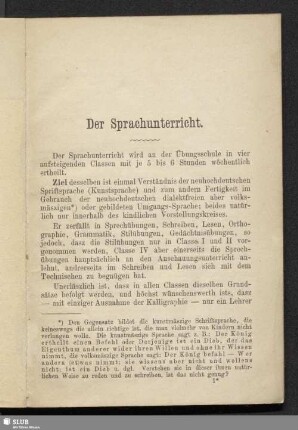 Der Sprachunterricht.
Der Sprachunterricht wird an der Übungsschule in vier
aufsteigenden Classen mit je 5 bis 6 Stunden wöchentlich
ertheilt.
Ziel desselben ist einmal Verständnis der neuhochdeutschen
Schriftsprache (Kunstsprache) und zum andern Fertigkeit im
Gebrauch der neuhochdeutschen dialektfreien aber volks-
mässigen*) oder gebildeten Umgangs-Sprache; beides natür-
lich nur innerhalb des kindlichen Vorstellungskreises.
Er zerfällt in Sprechübungen, Schreiben, Lesen, Ortho-
graphie, Grammatik, Stilübungen, Gedächtnisübungen, so
jedoch, dass die Stilübungen nur in Class I und II vor-
genommen werden. Classe IV aber einerseits die Sprech-
übungen hauptsächlich an den Anschauungsunterricht an-
lehnt, andrerseits im Schreiben und Lesen sich mit dem
Technischen zu begnügen hat.
Unerlässlich ist, dass in allen Classen dieselben Grund-
sätze befolgt werden, und höchst wünschenswerth ists, dass
— mit einziger Ausnahme der Kalligraphie — nur ein Lehrer
*) Den Gegensatz bildet die kunstmässige Schriftsprache, die
keineswegs die allein richtige ist, die man vielmehr von Kindern nicht
verlangen wolle. Die kunstmässige Sprache sagt z. B.: Der König
ertheilt einen Befehl oder Derjenige ist ein Dieb, der das
Eigenthum anderer wider ihren Willen und ohne ihr Wissen
nimmt, die volksmässige Sprache sagt: Der König befahl — Wer
andern etwas nimmt, sie wissens aber nicht und wollens
nicht, ist ein Dieb u. dgl. Verstehen sie in dieser ihrer natür-
lichen Weise zu reden und zu schreiben, ist das nicht genug?
1*
SLUB